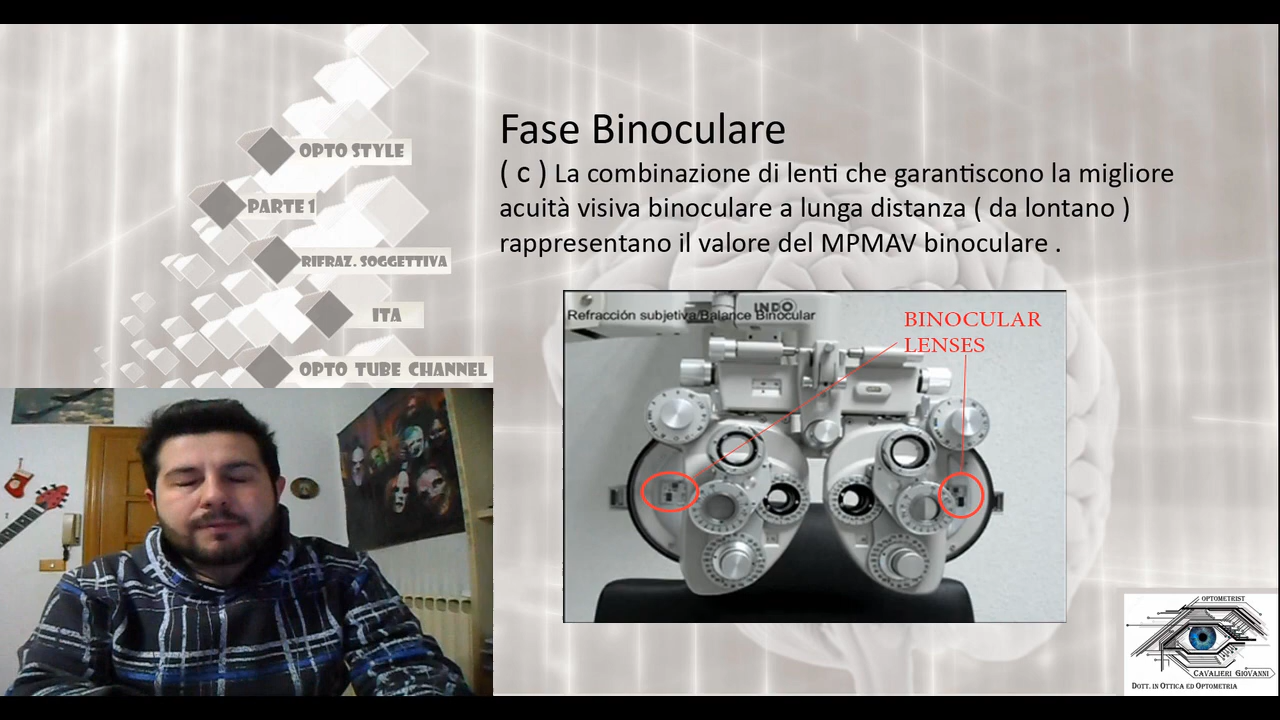 OPTO STYLE
PARTE 1
RIFRAZ. SOGGETTIVA
ITA
OPTO TUBE CHANNEL
Fase Binoculare
( c ) La combinazione di lenti che garantiscono la migliore
acuità visiva binoculare a lunga distanza ( da lontano )
rappresentano il valore del MPMAV binoculare .
INDO
Refracción subjetiva/Balance Binocular
BINOCULAR
LENSES
OPTOMETRIST
CAVALIERI GIOVANNI
DOTT. IN OTTICA ED OPTOMETRIA